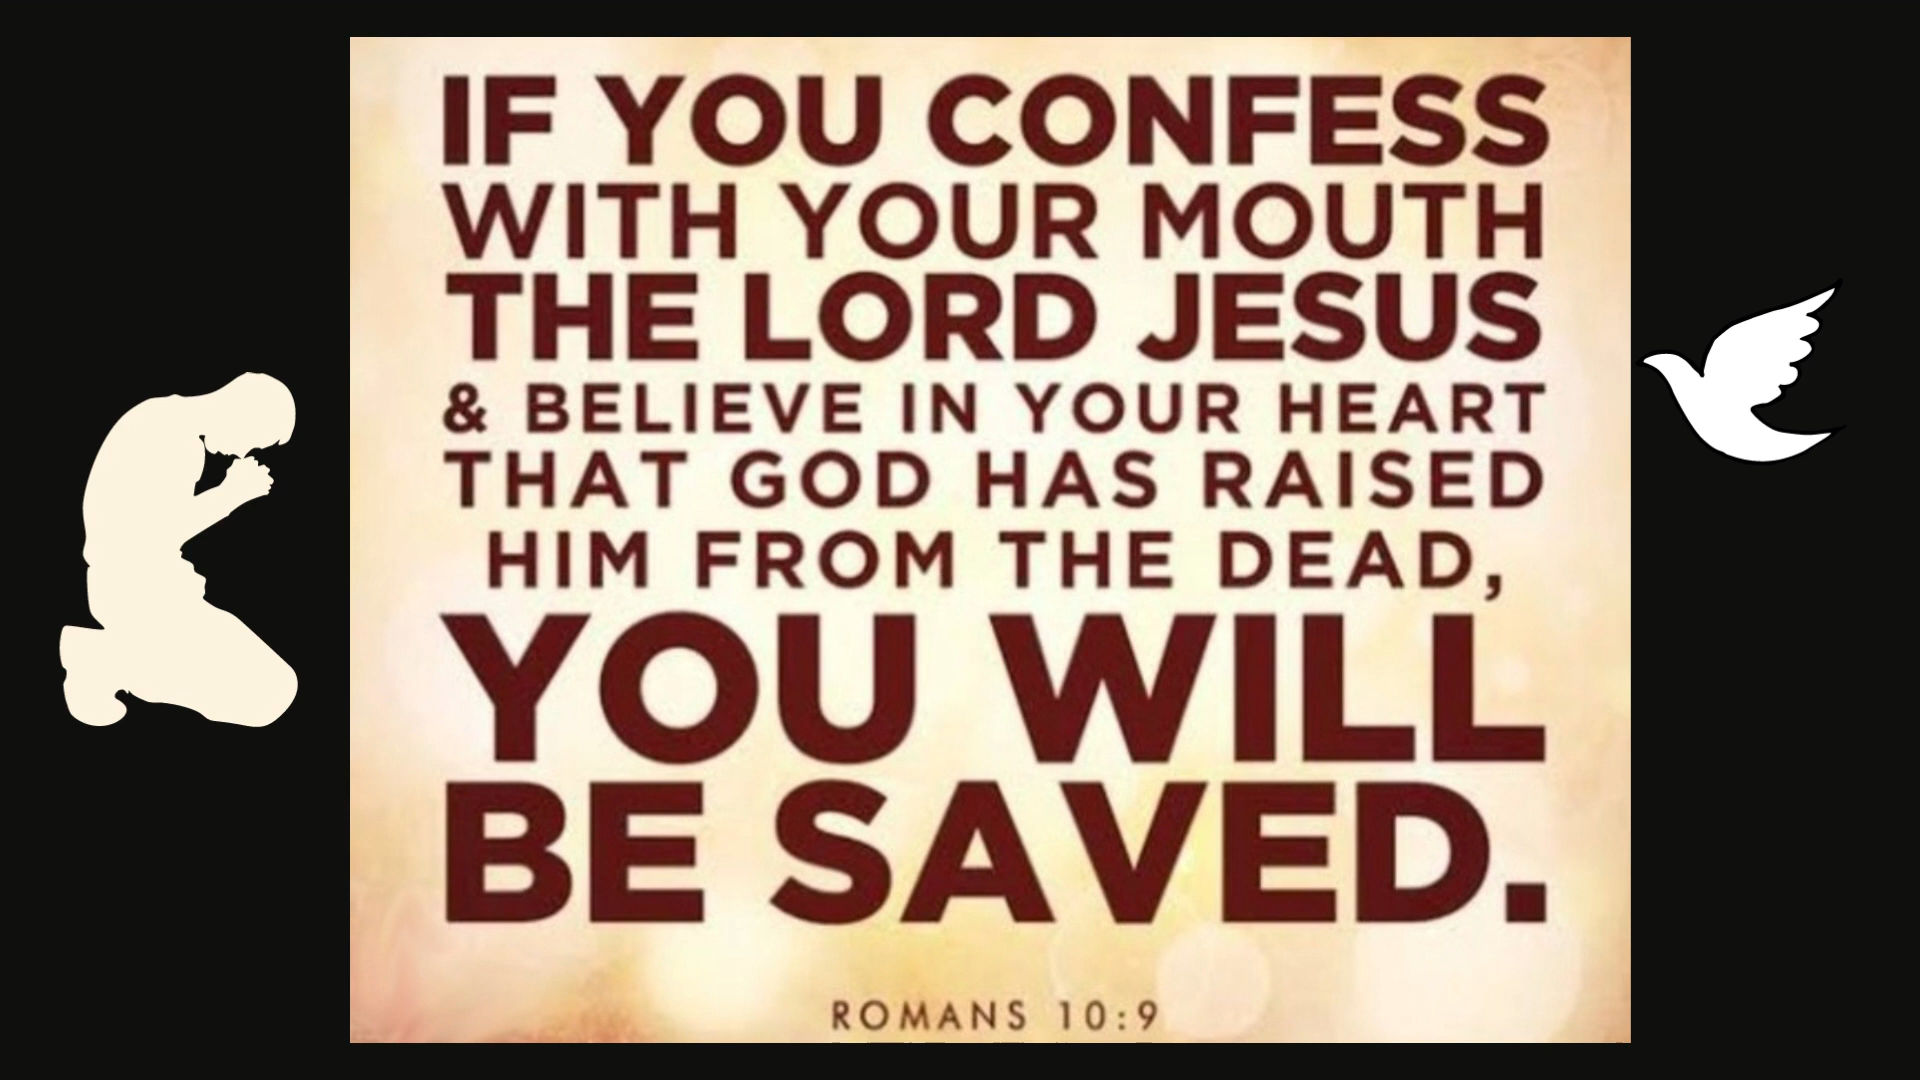 IF YOU CONFESS
WITH YOUR MOUTH
THE LORD JESUS
& BELIEVE IN YOUR HEART
THAT GOD HAS RAISED
HIM FROM THE DEAD,
YOU WILL
BE SAVED.
ROMANS 10:9